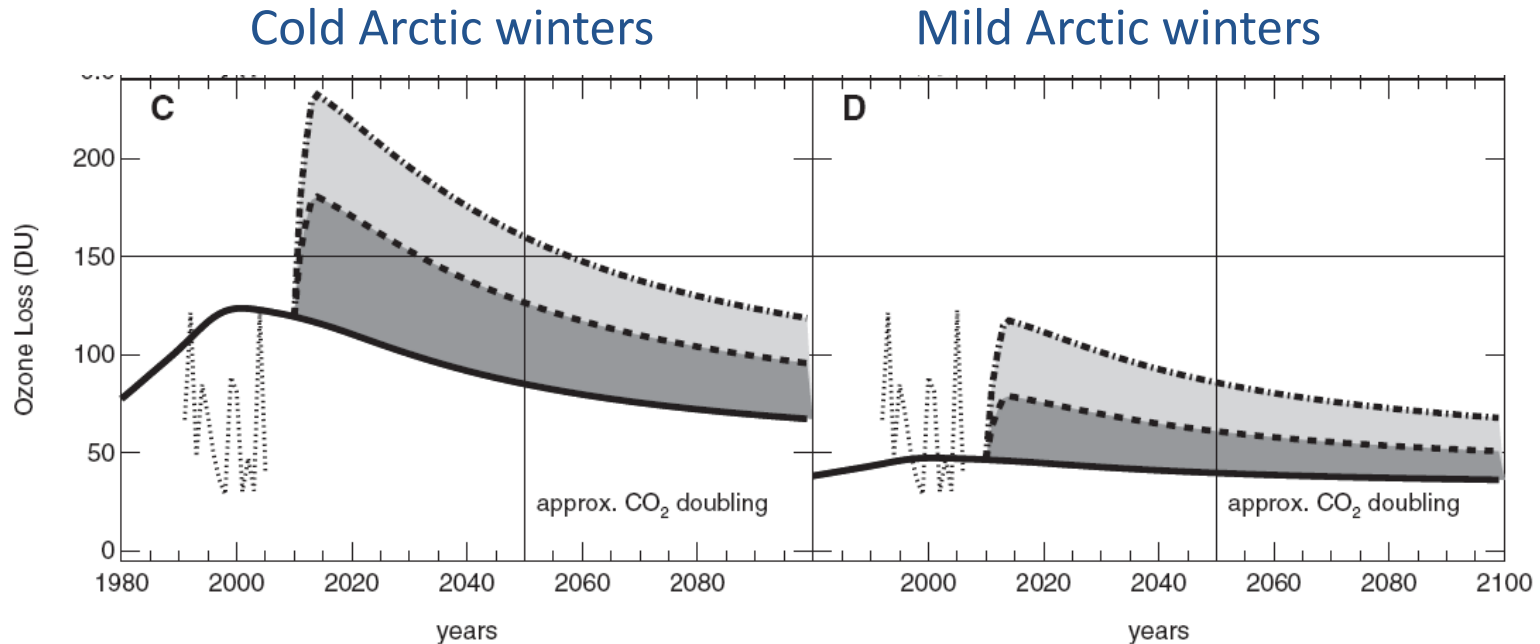 Cold Arctic winters
Mild Arctic winters
C
D
200
150
100
50
0
Ozone Loss (DU)
approx. CO₂ doubling
approx. CO₂ doubling
1980 2000 2020 2040 2060 2080
2000 2020 2040 2060 2080 2100
years
years